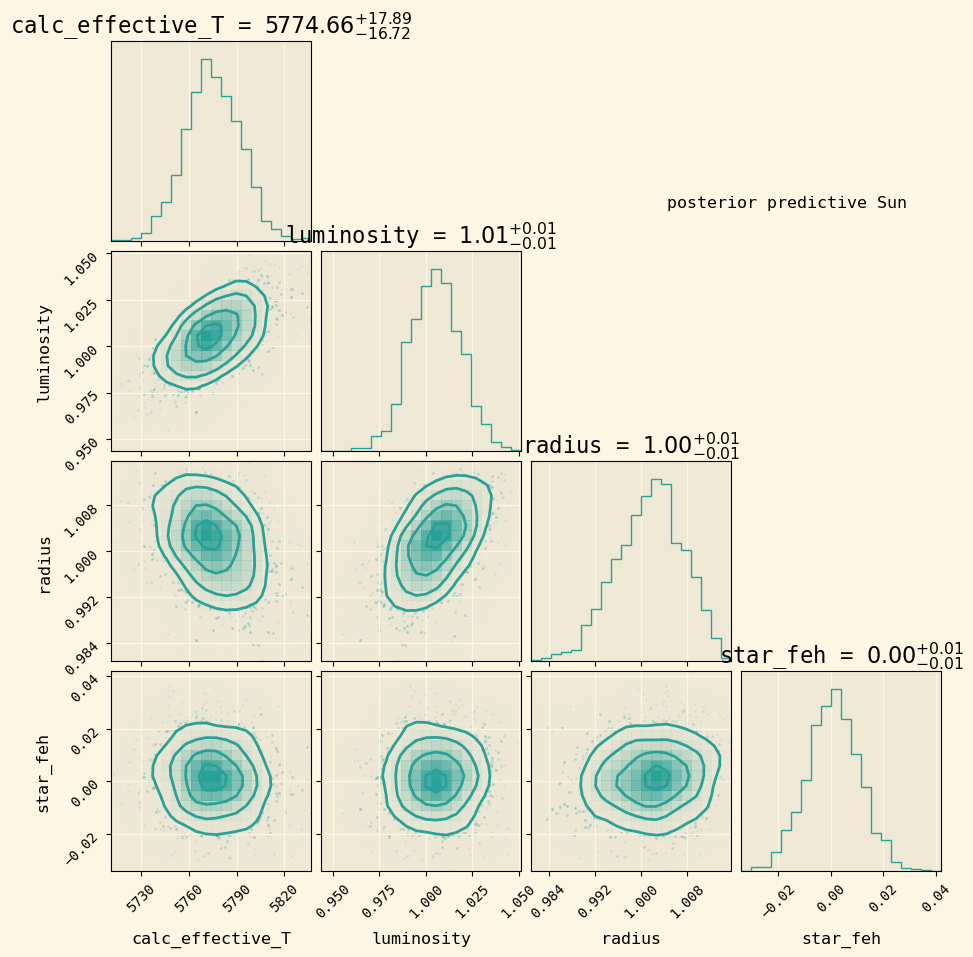 calc_effective_T = 5774.66+17.89−16.72
posterior predictive Sun
luminosity = 1.01+0.01−0.01
1.050
1.025
1.000
0.975
0.950
luminosity
radius = 1.00+0.01−0.01
1.008
1.000
0.992
0.984
radius
star_feh = 0.00+0.01−0.01
0.04
0.02
0.00
−0.02
star_feh
5730 5760 5790 5820 0.950 0.975 1.000 1.025 1.050 0.984 0.992 1.000 1.008 −0.02 0.00 0.02 0.04
calc_effective_T luminosity radius star_feh